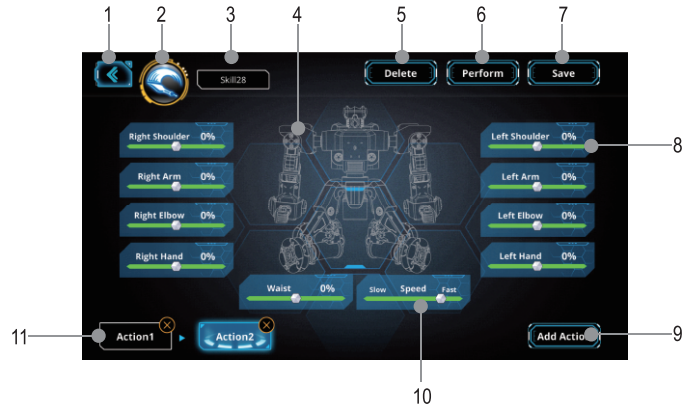 1 2 3 4 5 6 7
Skill28 Delete Perform Save
Right Shoulder 0% Left Shoulder 0%
8
Right Arm 0% Left Arm 0%
Right Elbow 0% Left Elbow 0%
Right Hand 0% Left Hand 0%
Waist 0% Slow Speed Fast
11 Action1 Action2 Add Action 9
10